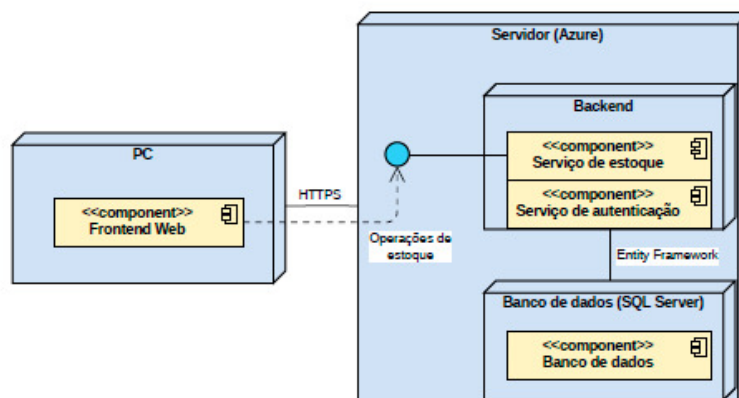 Servidor (Azure)
Backend
<<component>>
Serviço de estoque
<<component>>
Serviço de autenticação
PC
<<component>>
Frontend Web
HTTPS
Operações de
estoque
Entity Framework
Banco de dados (SQL Server)
<<component>>
Banco de dados